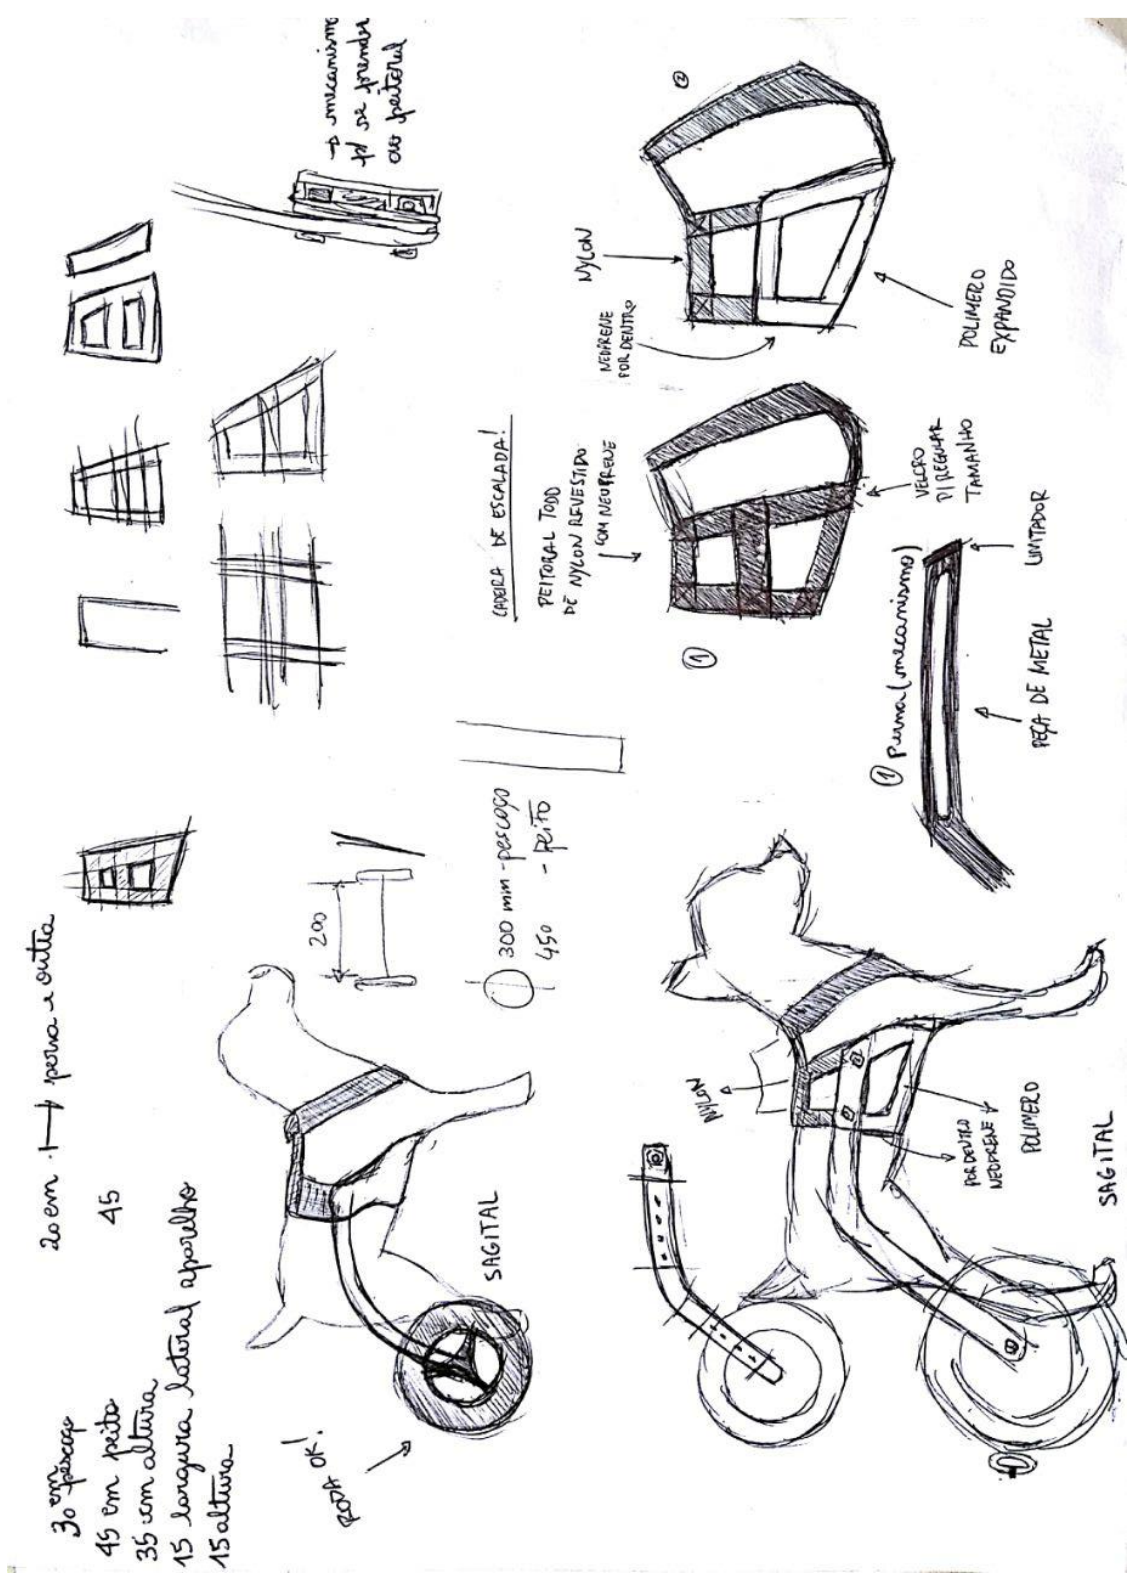 30 cm pescoço
45 cm peito
35 cm altura
15 largura lateral aparelho
15 altura
20 cm perna e outra
45
→ mecanismo
p/ se prender
ao peitoral
200
RODA OK!
SAGITAL
300 mm - pescoço
450 - PEITO
CADEIRA DE ESCALADA!
PEITORAL TODO
DE NYLON REVESTIDO
COM NEOPRENE
NEOPRENE
POR DENTRO
NYLON
1
2
VELCRO
P/ REGULAR
TAMANHO
POLIMERO
EXPANDIDO
NYLON
POR DENTRO
NEOPRENE
POLIMERO
SAGITAL
1 Perna (mecanismo)
PEÇA DE METAL
LIMITADOR